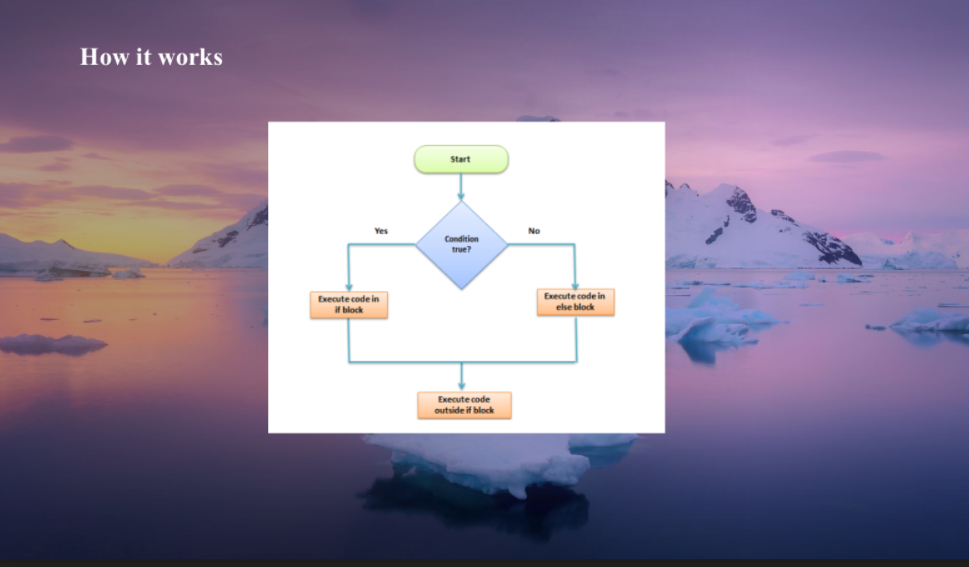 How it works
Start
Condition
true?
Yes
No
Execute code in
if block
Execute code in
else block
Execute code
outside if block